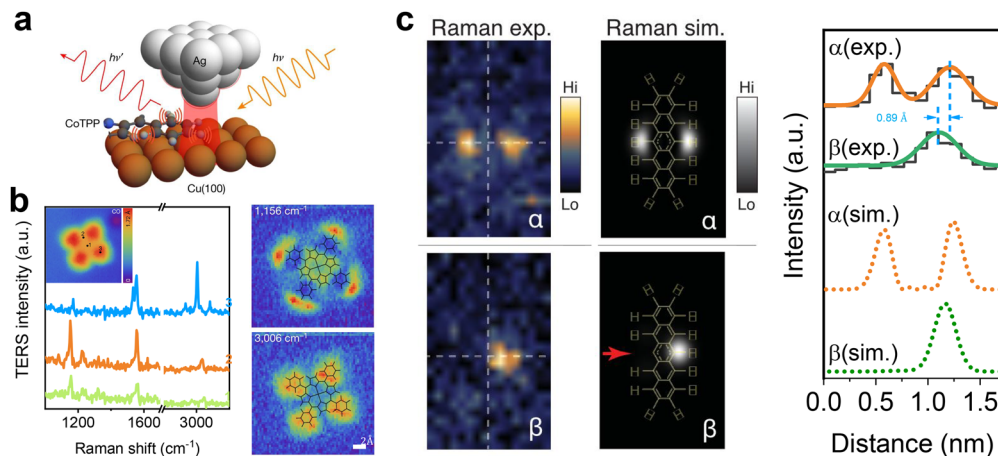 a
hν'
Ag
hν
CoTPP
Cu(100)
b
TERS intensity (a.u.)
3
2
1
1200
1600
3000
Raman shift (cm⁻¹)
1,156 cm⁻¹
3,006 cm⁻¹
2Å
c
Raman exp.
Raman sim.
Hi
Lo
Hi
Lo
α
α
β
β
Intensity (a.u.)
α(exp.)
0.89 Å
β(exp.)
α(sim.)
β(sim.)
0.0 0.5 1.0 1.5
Distance (nm)